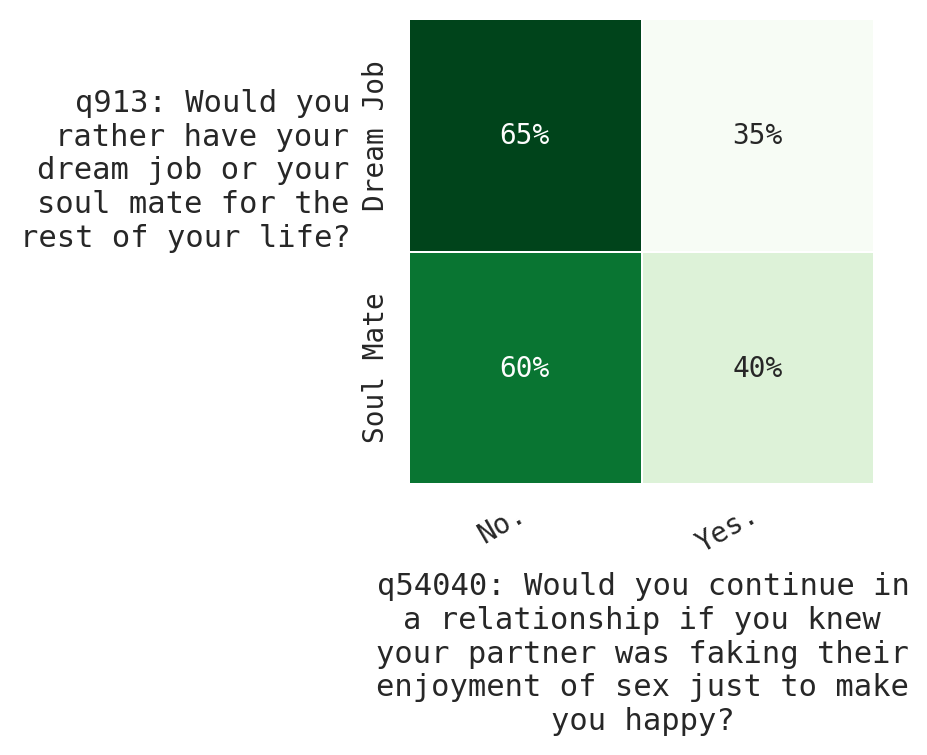 q913: Would you
rather have your
dream job or your
soul mate for the
rest of your life?
Dream Job
65%
35%
Soul Mate
60%
40%
No.
Yes.
q54040: Would you continue in
a relationship if you knew
your partner was faking their
enjoyment of sex just to make
you happy?